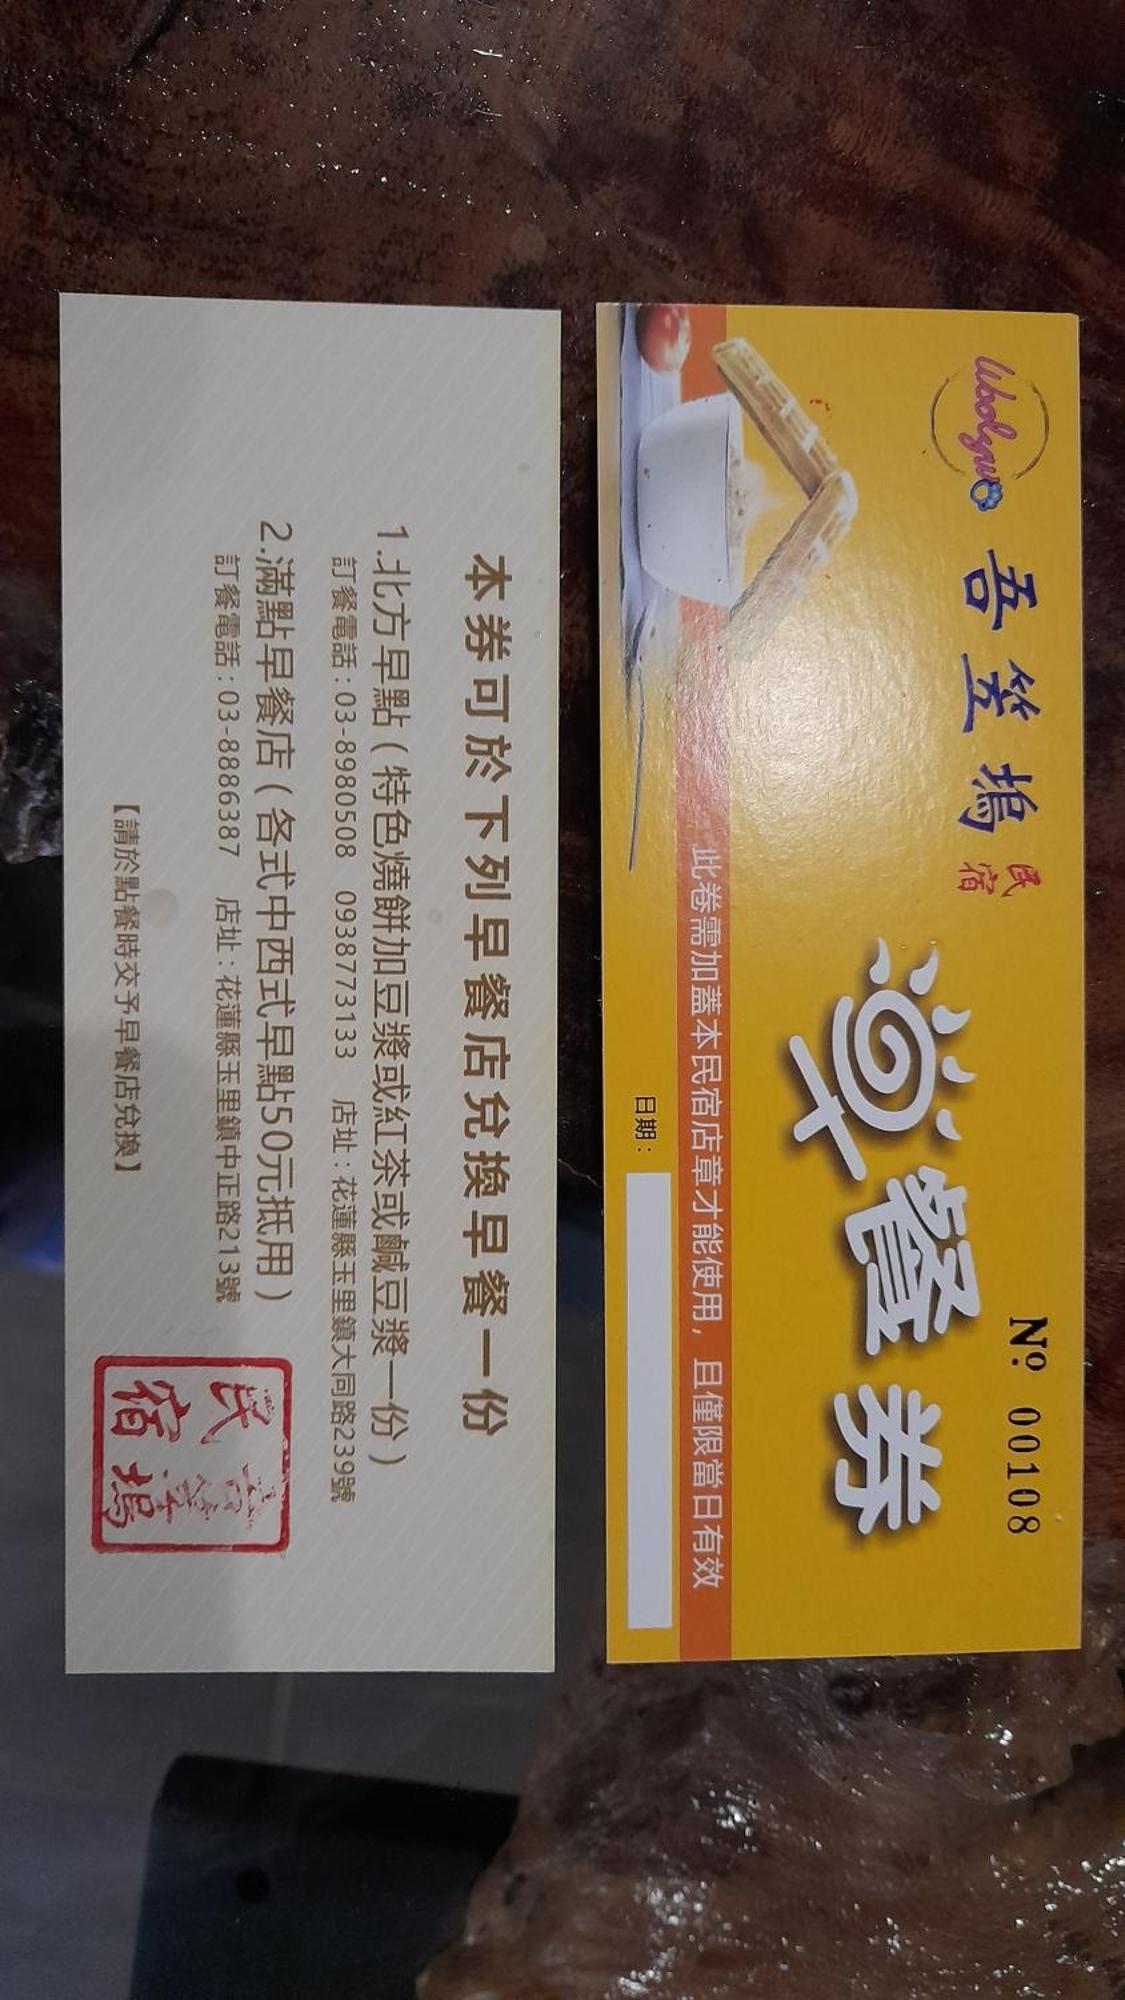 Woolzwu
吾笠塢民宿
No 00108
早餐券
此卷需加蓋本民宿店章才能使用，且僅限當日有效
日期：
本券可於下列早餐店兌換早餐一份
1.北方早點（特色燒餅加豆漿或紅茶或鹹豆漿一份）
訂餐電話：03-8980508 0938773133 店址：花蓮縣玉里鎮大同路239號
2.滿點早餐店（各式中西式早點50元抵用）
訂餐電話：03-8886387 店址：花蓮縣玉里鎮中正路213號
【請於點餐時交予早餐店兌換】
吾笠塢
民宿